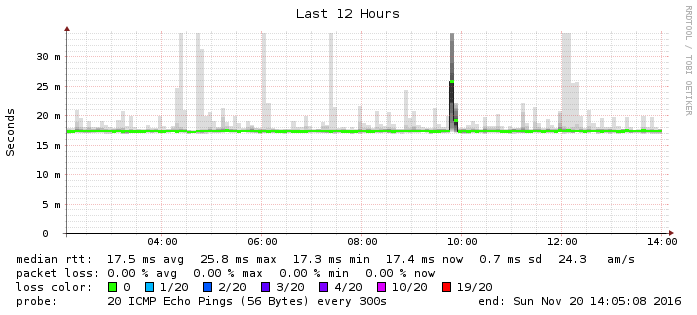 Last 12 Hours
RRDTOOL / TOBI OETIKER
Seconds
30 m
25 m
20 m
15 m
10 m
5 m
0
04:00 06:00 08:00 10:00 12:00 14:00
median rtt: 17.5 ms avg 25.8 ms max 17.3 ms min 17.4 ms now 0.7 ms sd 24.3 am/s
packet loss: 0.00 % avg 0.00 % max 0.00 % min 0.00 % now
loss color: 0 1/20 2/20 3/20 4/20 10/20 19/20
probe: 20 ICMP Echo Pings (56 Bytes) every 300s end: Sun Nov 20 14:05:08 2016